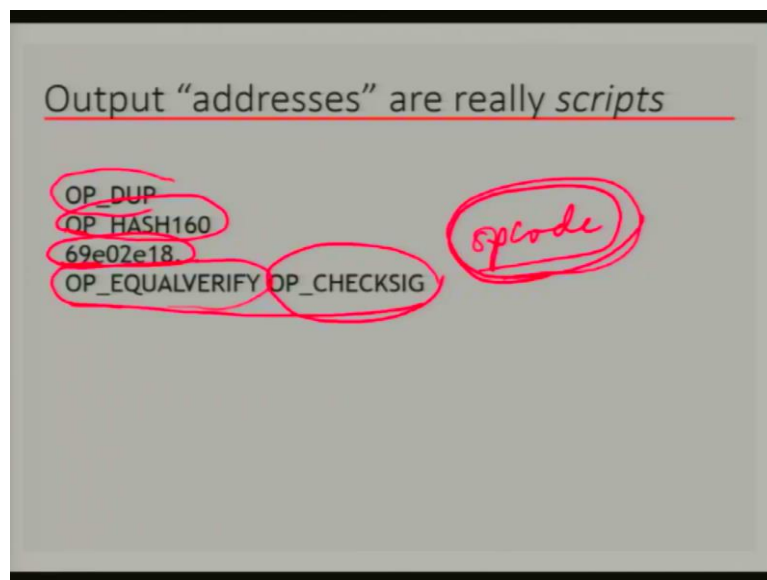 Output “addresses” are really scripts
OP_DUP
OP_HASH160
69e02e18.
OP_EQUALVERIFY OP_CHECKSIG
opcode